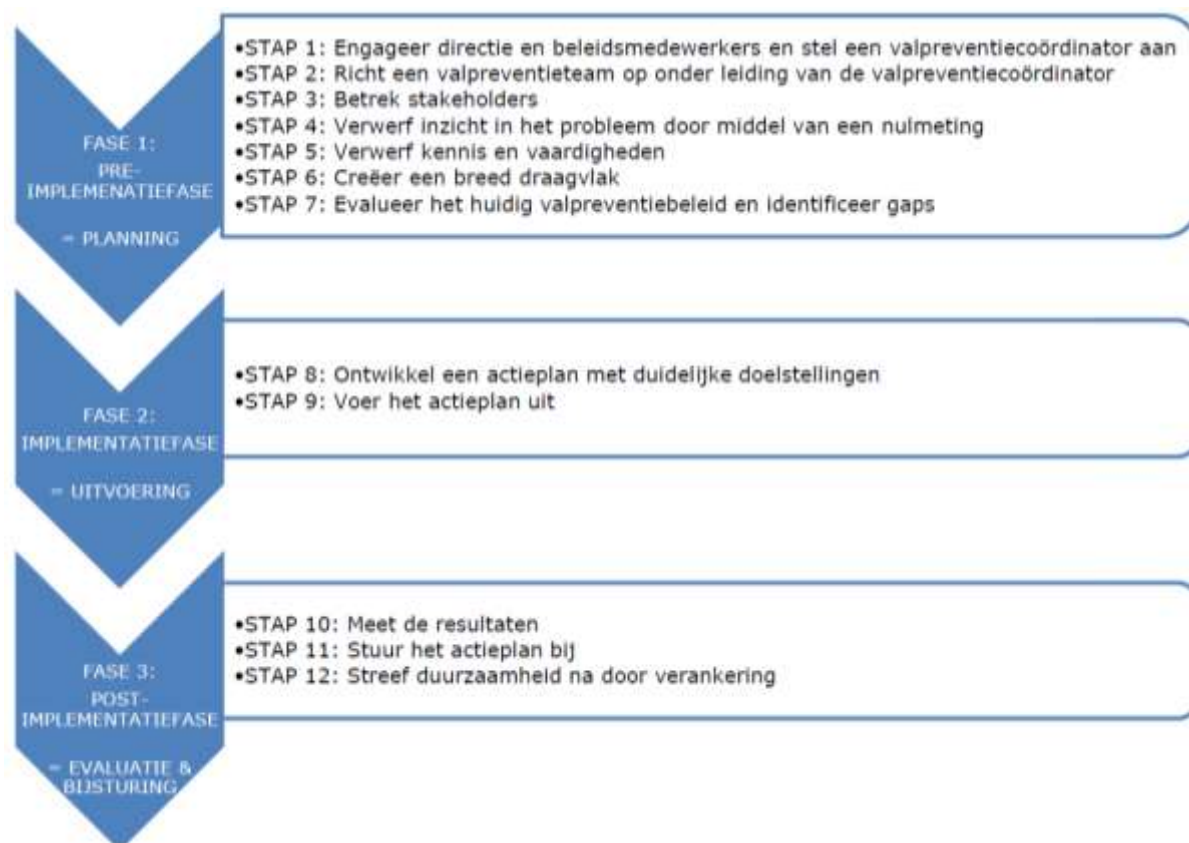 FASE 1:
PRE-
IMPLEMENATIEFASE
= PLANNING
•STAP 1: Engageer directie en beleidsmedewerkers en stel een valpreventiecoördinator aan
•STAP 2: Richt een valpreventieteam op onder leiding van de valpreventiecoördinator
•STAP 3: Betrek stakeholders
•STAP 4: Verwerf inzicht in het probleem door middel van een nulmeting
•STAP 5: Verwerf kennis en vaardigheden
•STAP 6: Creëer een breed draagvlak
•STAP 7: Evalueer het huidig valpreventiebeleid en identificeer gaps
FASE 2:
IMPLEMENTATIEFASE
= UITVOERING
•STAP 8: Ontwikkel een actieplan met duidelijke doelstellingen
•STAP 9: Voer het actieplan uit
FASE 3:
POST-
IMPLEMENTATIEFASE
= EVALUATIE &
BIJSTURING
•STAP 10: Meet de resultaten
•STAP 11: Stuur het actieplan bij
•STAP 12: Streef duurzaamheid na door verankering